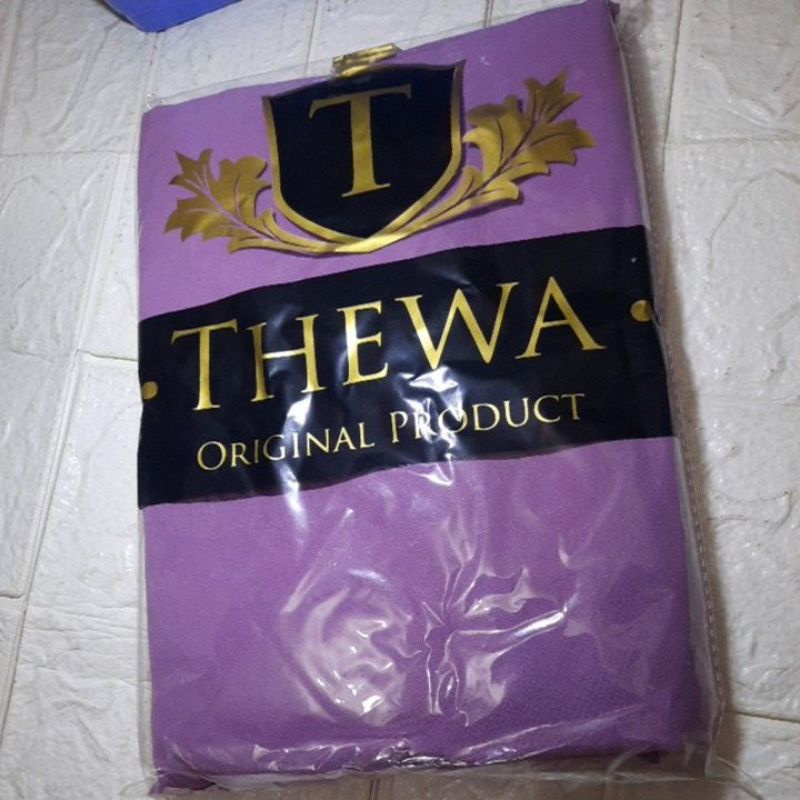 T
• THEWA •
ORIGINAL PRODUCT